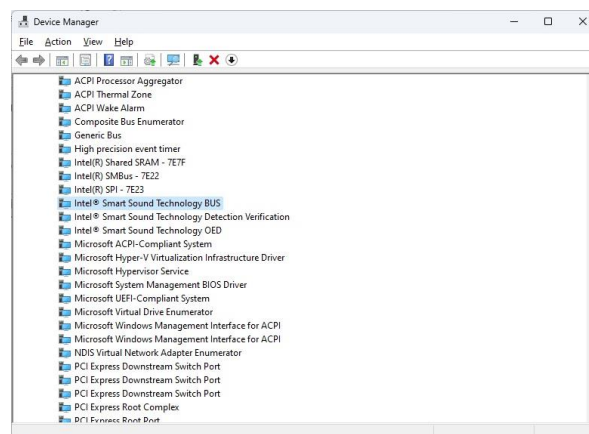 Device Manager
File Action View Help
ACPI Processor Aggregator
ACPI Thermal Zone
ACPI Wake Alarm
Composite Bus Enumerator
Generic Bus
High precision event timer
Intel(R) Shared SRAM - 7E7F
Intel(R) SMBus - 7E22
Intel(R) SPI - 7E23
Intel® Smart Sound Technology BUS
Intel® Smart Sound Technology Detection Verification
Intel® Smart Sound Technology OED
Microsoft ACPI-Compliant System
Microsoft Hyper-V Virtualization Infrastructure Driver
Microsoft Hypervisor Service
Microsoft System Management BIOS Driver
Microsoft UEFI-Compliant System
Microsoft Virtual Drive Enumerator
Microsoft Windows Management Interface for ACPI
Microsoft Windows Management Interface for ACPI
NDIS Virtual Network Adapter Enumerator
PCI Express Downstream Switch Port
PCI Express Downstream Switch Port
PCI Express Downstream Switch Port
PCI Express Root Complex
PCI Express Root Port